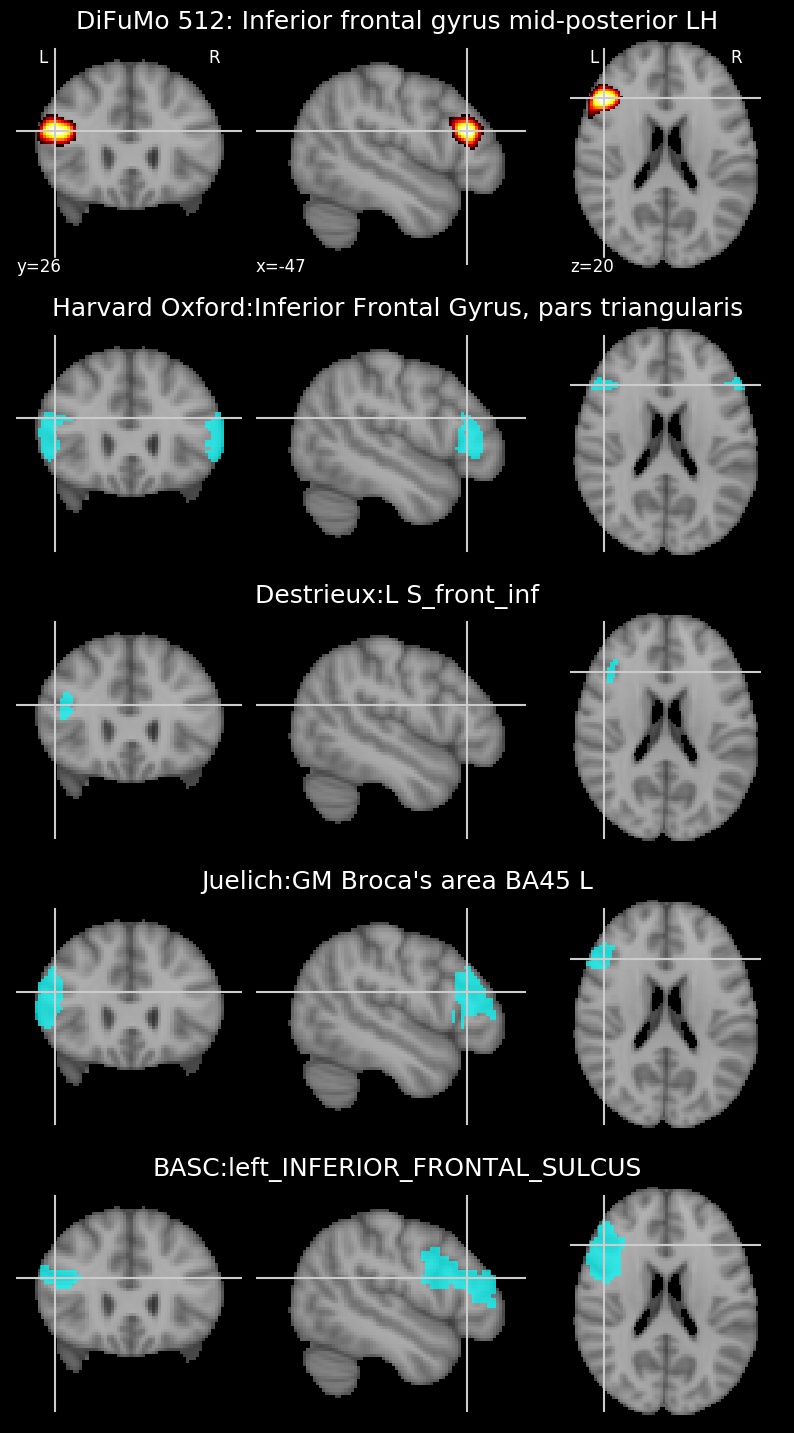 DiFuMo 512: Inferior frontal gyrus mid-posterior LH
L R L R
y=26 x=-47 z=20
Harvard Oxford:Inferior Frontal Gyrus, pars triangularis
Destrieux:L S_front_inf
Juelich:GM Broca's area BA45 L
BASC:left_INFERIOR_FRONTAL_SULCUS